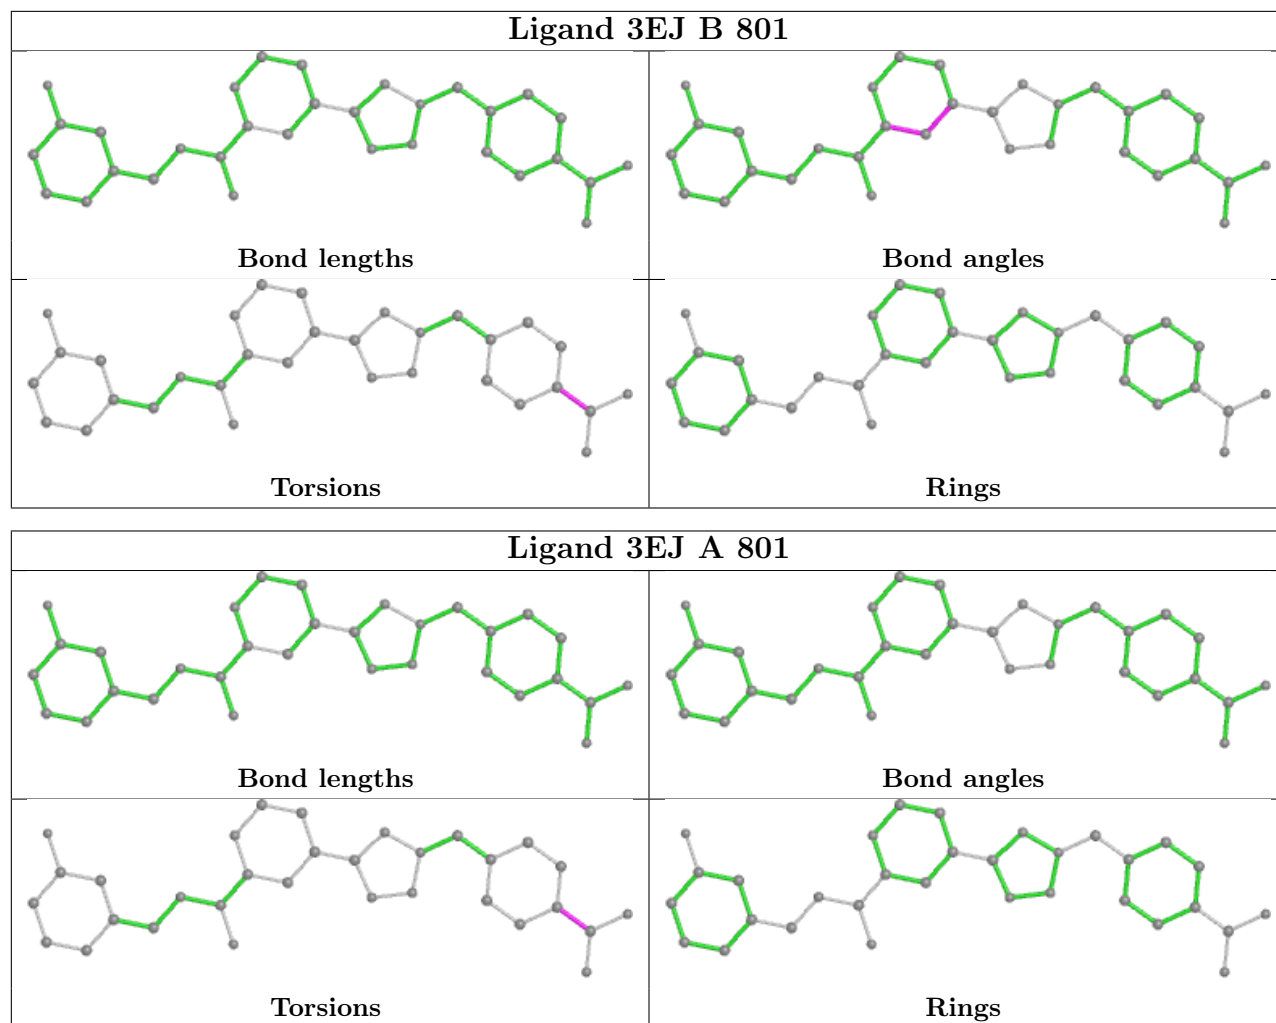 Ligand 3EJ B 801
Bond lengths
Bond angles
Torsions
Rings
Ligand 3EJ A 801
Bond lengths
Bond angles
Torsions
Rings